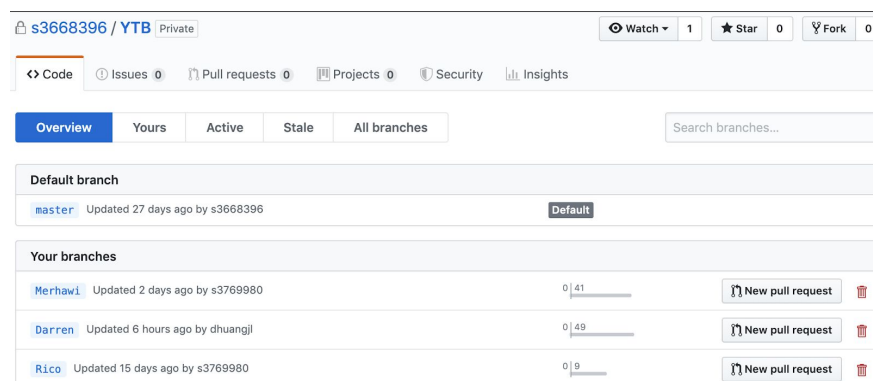 s3668396 / YTB Private Watch 1 Star 0 Fork 0
Code Issues 0 Pull requests 0 Projects 0 Security Insights
Overview Yours Active Stale All branches Search branches...
Default branch
master Updated 27 days ago by s3668396 Default
Your branches
Merhawi Updated 2 days ago by s3769980 0 41 New pull request
Darren Updated 6 hours ago by dhuangjl 0 49 New pull request
Rico Updated 15 days ago by s3769980 0 9 New pull request